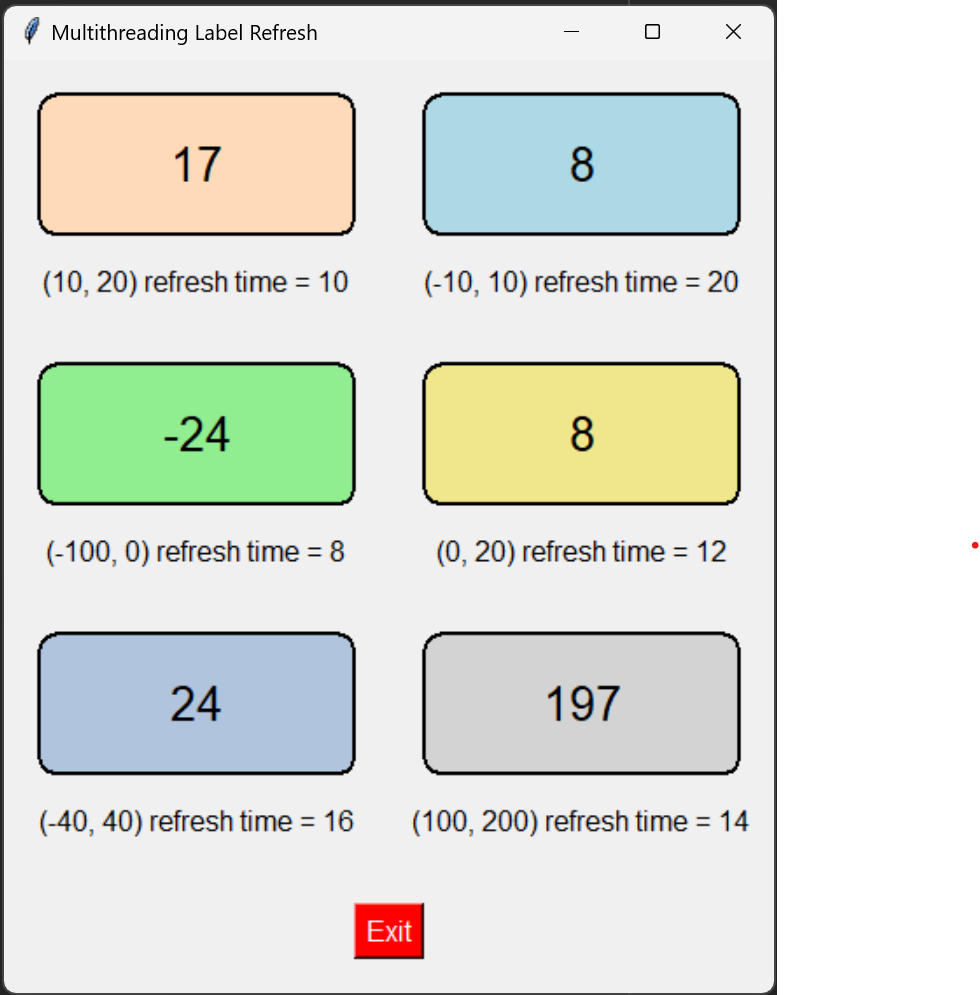 Multithreading Label Refresh
17 8
(10, 20) refresh time = 10 (-10, 10) refresh time = 20
-24 8
(-100, 0) refresh time = 8 (0, 20) refresh time = 12
24 197
(-40, 40) refresh time = 16 (100, 200) refresh time = 14
Exit